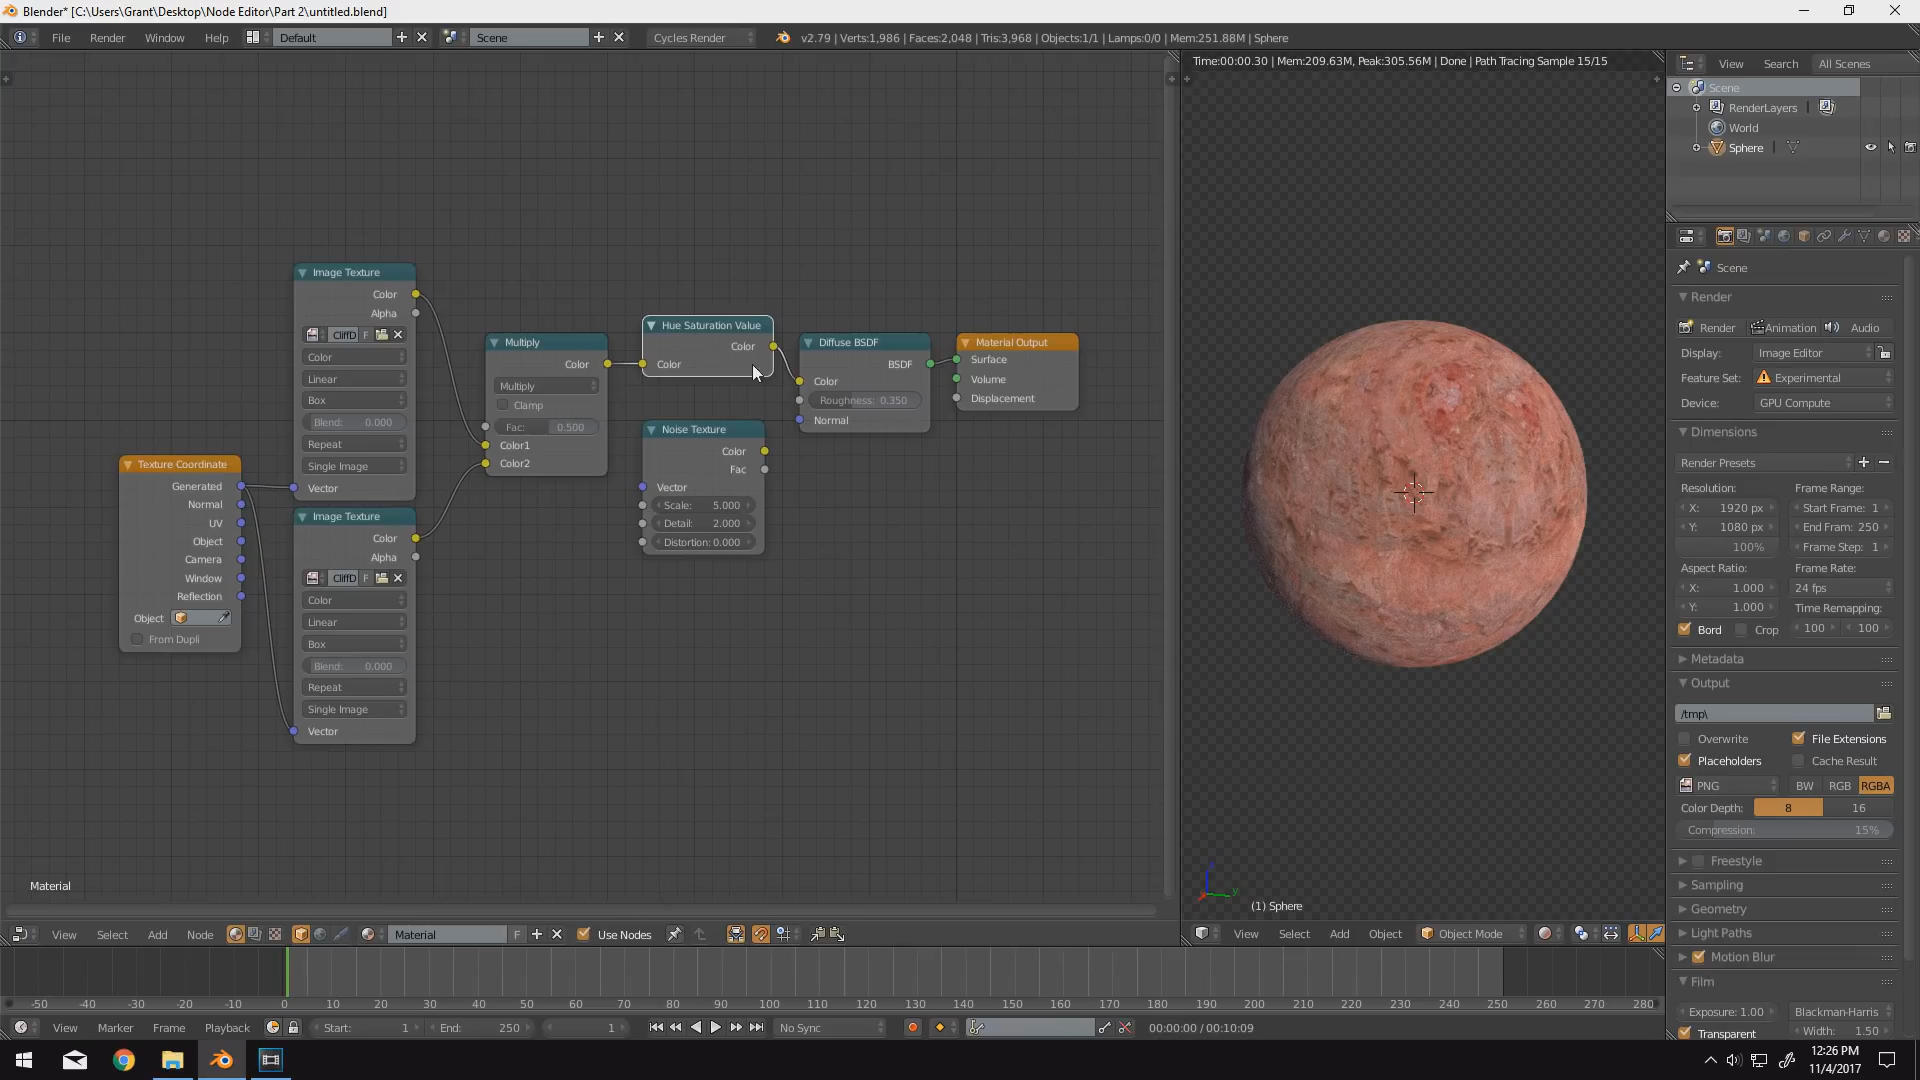 Blender* [C:\Users\Grant\Desktop\Node Editor\Part 2\untitled.blend]
File Render Window Help Default Scene Cycles Render v2.79 | Verts:1,986 | Faces:2,048 | Tris:3,968 | Objects:1/1 | Lamps:0/0 | Mem:251.88M | Sphere
Time:00:00.30 | Mem:209.63M, Peak:305.56M | Done | Path Tracing Sample 15/15
View Search All Scenes
Scene
RenderLayers
World
Sphere
Image Texture
Color
Alpha
CliffD F
Color
Linear
Box
Blend: 0.000
Repeat
Single Image
Vector
Image Texture
Color
Alpha
CliffD F
Color
Linear
Box
Blend: 0.000
Repeat
Single Image
Vector
Texture Coordinate
Generated
Normal
UV
Object
Camera
Window
Reflection
Object
From Dupli
Multiply
Color
Multiply
Clamp
Fac: 0.500
Color1
Color2
Hue Saturation Value
Color
Color
Noise Texture
Color
Fac
Vector
Scale: 5.000
Detail: 2.000
Distortion: 0.000
Diffuse BSDF
BSDF
Color
Roughness: 0.350
Normal
Material Output
Surface
Volume
Displacement
Material
(1) Sphere
Scene
Render
Render Animation Audio
Display: Image Editor
Feature Set: Experimental
Device: GPU Compute
Dimensions
Render Presets
Resolution: Frame Range:
X: 1920 px Start Frame: 1
Y: 1080 px End Fram: 250
100% Frame Step: 1
Aspect Ratio: Frame Rate:
X: 1.000 24 fps
Y: 1.000 Time Remapping:
Bord Crop 100 100
Metadata
Output
/tmp\
Overwrite File Extensions
Placeholders Cache Result
PNG BW RGB RGBA
Color Depth: 8 16
Compression: 15%
Freestyle
Sampling
Geometry
Light Paths
Motion Blur
Film
Exposure: 1.00 Blackman-Harris
Transparent Width: 1.50
View Select Add Node Material F Use Nodes
View Select Add Object Object Mode
-50 -40 -30 -20 -10 0 10 20 30 40 50 60 70 80 90 100 110 120 130 140 150 160 170 180 190 200 210 220 230 240 250 260 270 280
View Marker Frame Playback Start: 1 End: 250 1 No Sync 00:00:00 / 00:10:09
12:26 PM
11/4/2017